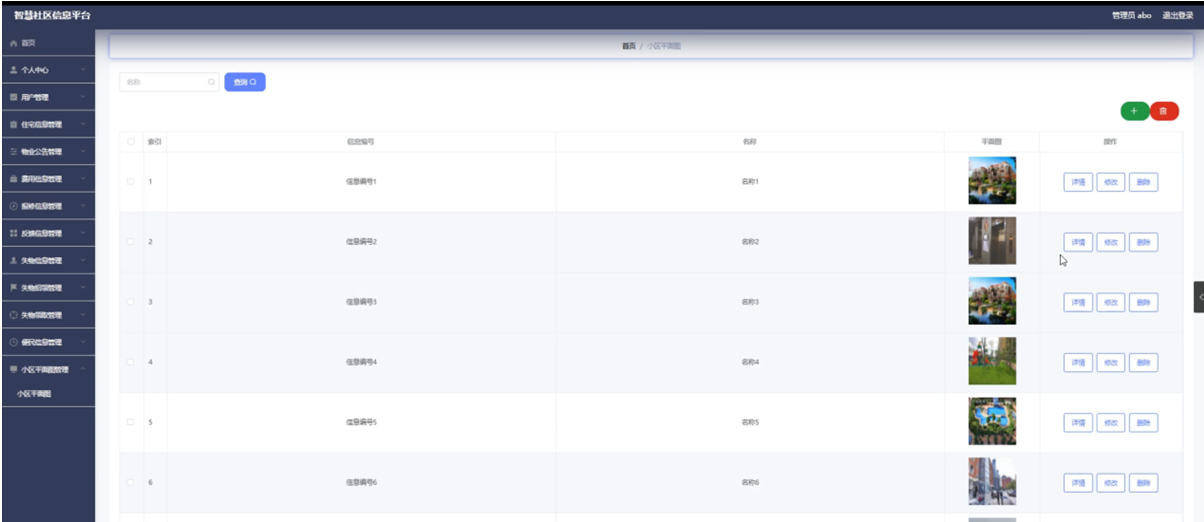 智慧社区信息平台
管理员 abo 退出登录
首页
个人中心
用户管理
住宅信息管理
物业公告管理
费用信息管理
报修信息管理
反馈信息管理
失物信息管理
失物招领管理
失物领取管理
便民信息管理
小区平面图管理
小区平面图
首页 / 小区平面图
名称
查询
索引 信息编号 名称 平面图 操作
1 信息编号1 名称1 详情 修改 删除
2 信息编号2 名称2 详情 修改 删除
3 信息编号3 名称3 详情 修改 删除
4 信息编号4 名称4 详情 修改 删除
5 信息编号5 名称5 详情 修改 删除
6 信息编号6 名称6 详情 修改 删除